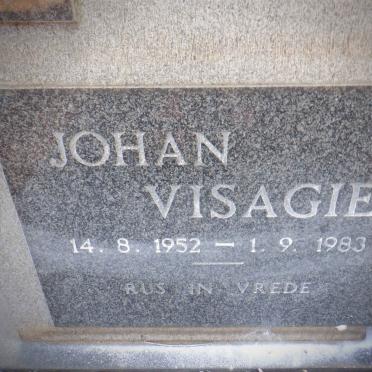 JOHAN
VISAGIE
14. 8. 1952 – 1. 9. 1983
RUS IN VREDE